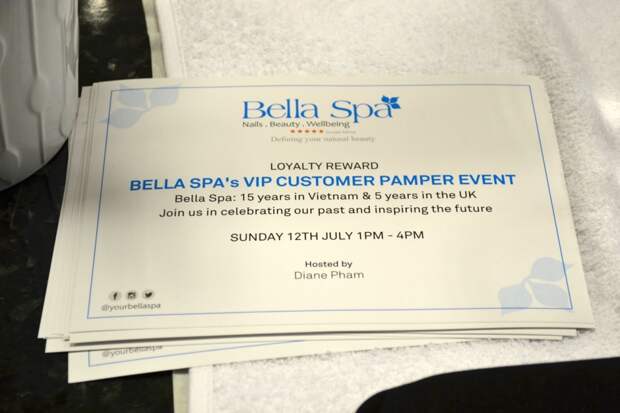 Bella Spa
Nails . Beauty . Wellbeing
Defining your natural beauty
LOYALTY REWARD
BELLA SPA's VIP CUSTOMER PAMPER EVENT
Bella Spa: 15 years in Vietnam & 5 years in the UK
Join us in celebrating our past and inspiring the future
SUNDAY 12TH JULY 1PM - 4PM
Hosted by
Diane Pham
@yourbellaspa
@yourbellaspa